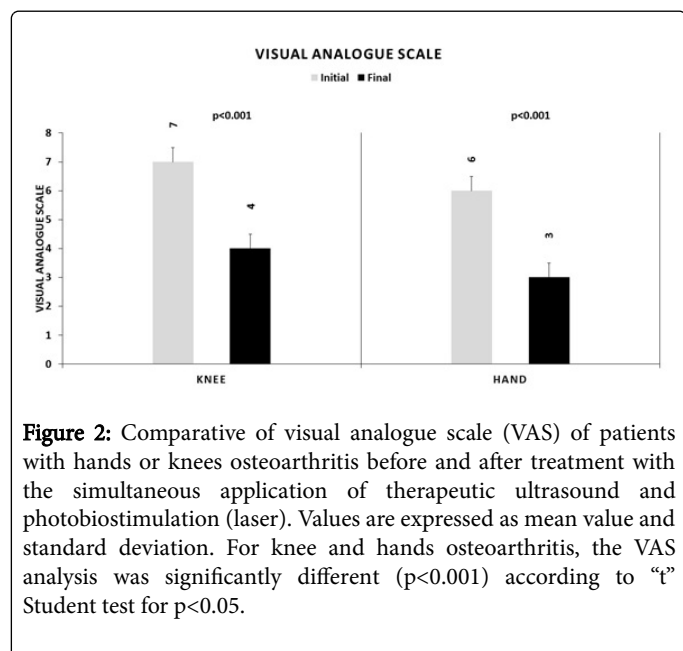 VISUAL ANALOGUE SCALE
Initial Final
p<0.001 p<0.001
VISUAL ANALOGUE SCALE
8
7
6
5
4
3
2
1
0
7
4
6
3
KNEE HAND
Figure 2: Comparative of visual analogue scale (VAS) of patients
with hands or knees osteoarthritis before and after treatment with
the simultaneous application of therapeutic ultrasound and
photobiostimulation (laser). Values are expressed as mean value and
standard deviation. For knee and hands osteoarthritis, the VAS
analysis was significantly different (p<0.001) according to “t”
Student test for p<0.05.